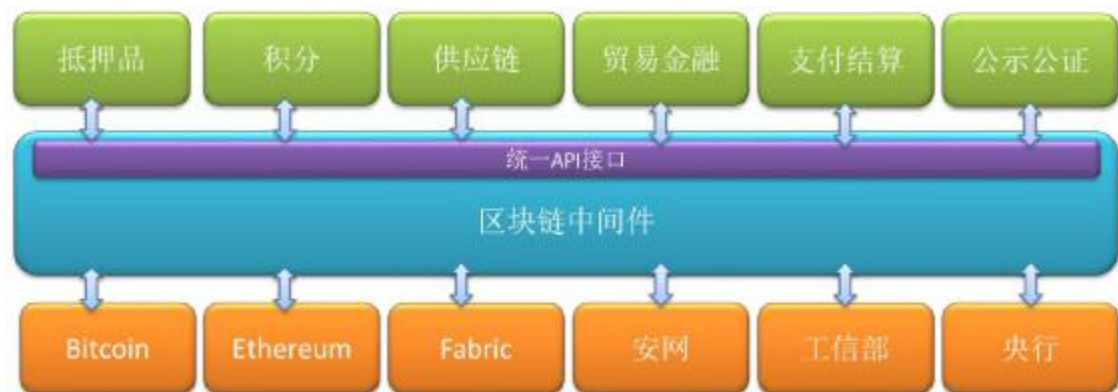 抵押品 积分 供应链 贸易金融 支付结算 公示公证
统一API接口
区块链中间件
Bitcoin Ethereum Fabric 安网 工信部 央行